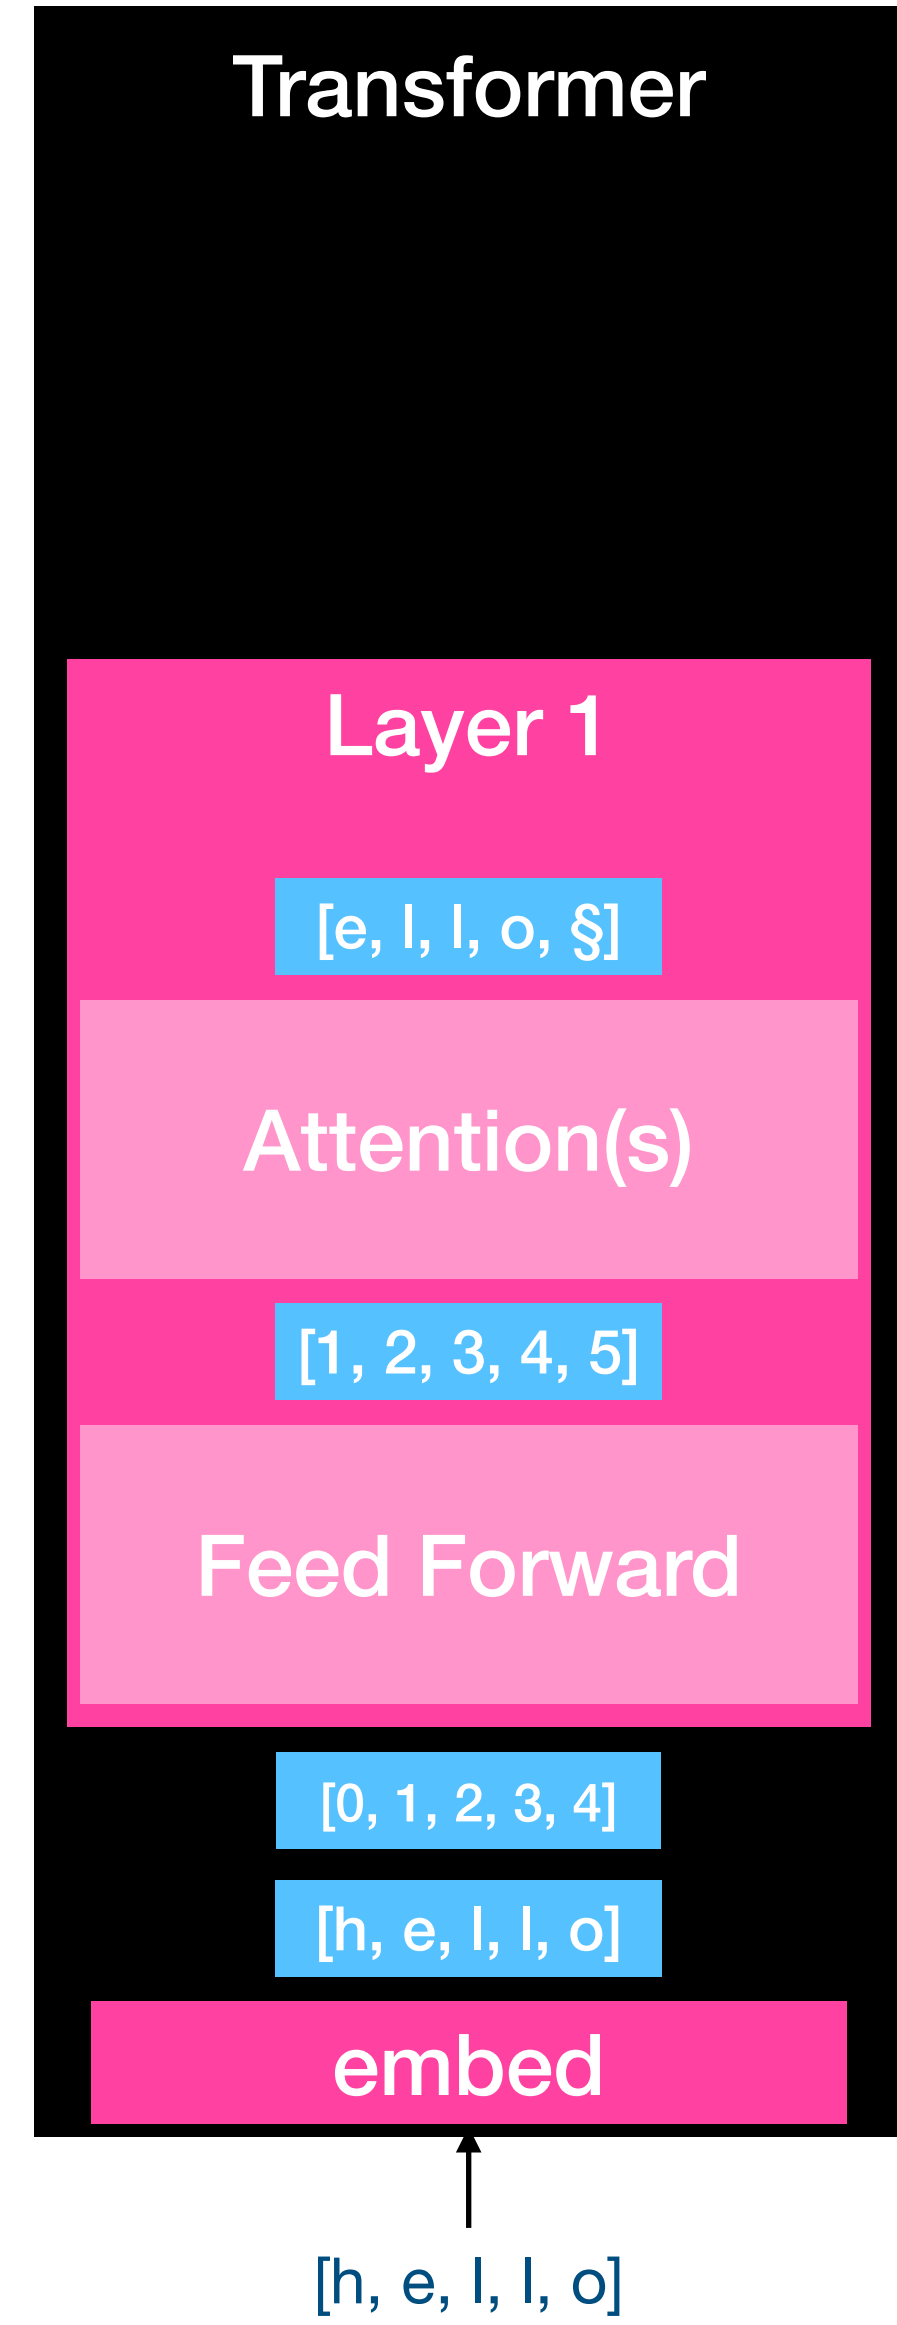 Transformer
Layer 1
[e, l, l, o, §]
Attention(s)
[1, 2, 3, 4, 5]
Feed Forward
[0, 1, 2, 3, 4]
[h, e, l, l, o]
embed
[h, e, l, l, o]